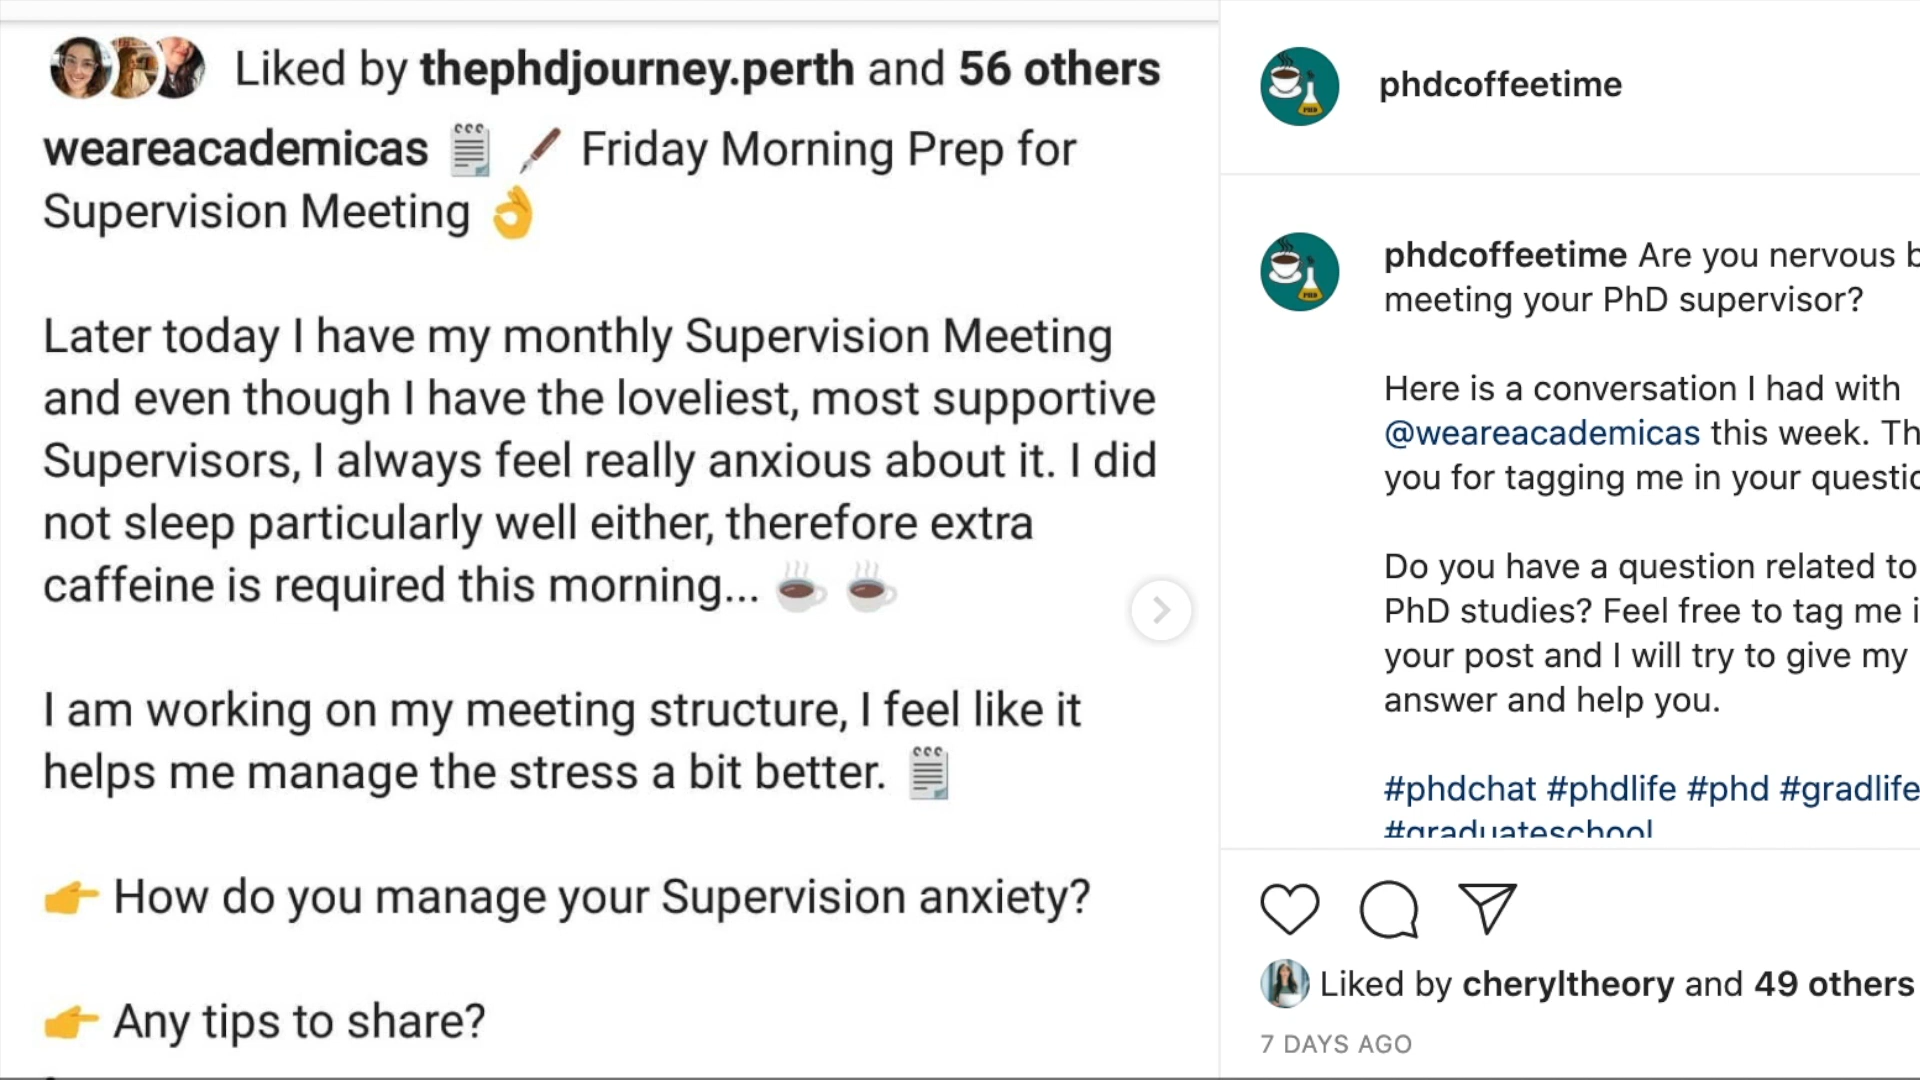 Liked by thephdjourney.perth and 56 others
weareacademicas 🗒️ 🖋️ Friday Morning Prep for
Supervision Meeting 👌
Later today I have my monthly Supervision Meeting
and even though I have the loveliest, most supportive
Supervisors, I always feel really anxious about it. I did
not sleep particularly well either, therefore extra
caffeine is required this morning... ☕ ☕
I am working on my meeting structure, I feel like it
helps me manage the stress a bit better. 🗒️
👉 How do you manage your Supervision anxiety?
👉 Any tips to share?
phdcoffeetime
phdcoffeetime Are you nervous
meeting your PhD supervisor?
Here is a conversation I had with
@weareacademicas this week. Th
you for tagging me in your questio
Do you have a question related to
PhD studies? Feel free to tag me i
your post and I will try to give my
answer and help you.
#phdchat #phdlife #phd #gradlife
#graduateschool
Liked by cheryltheory and 49 others
7 DAYS AGO